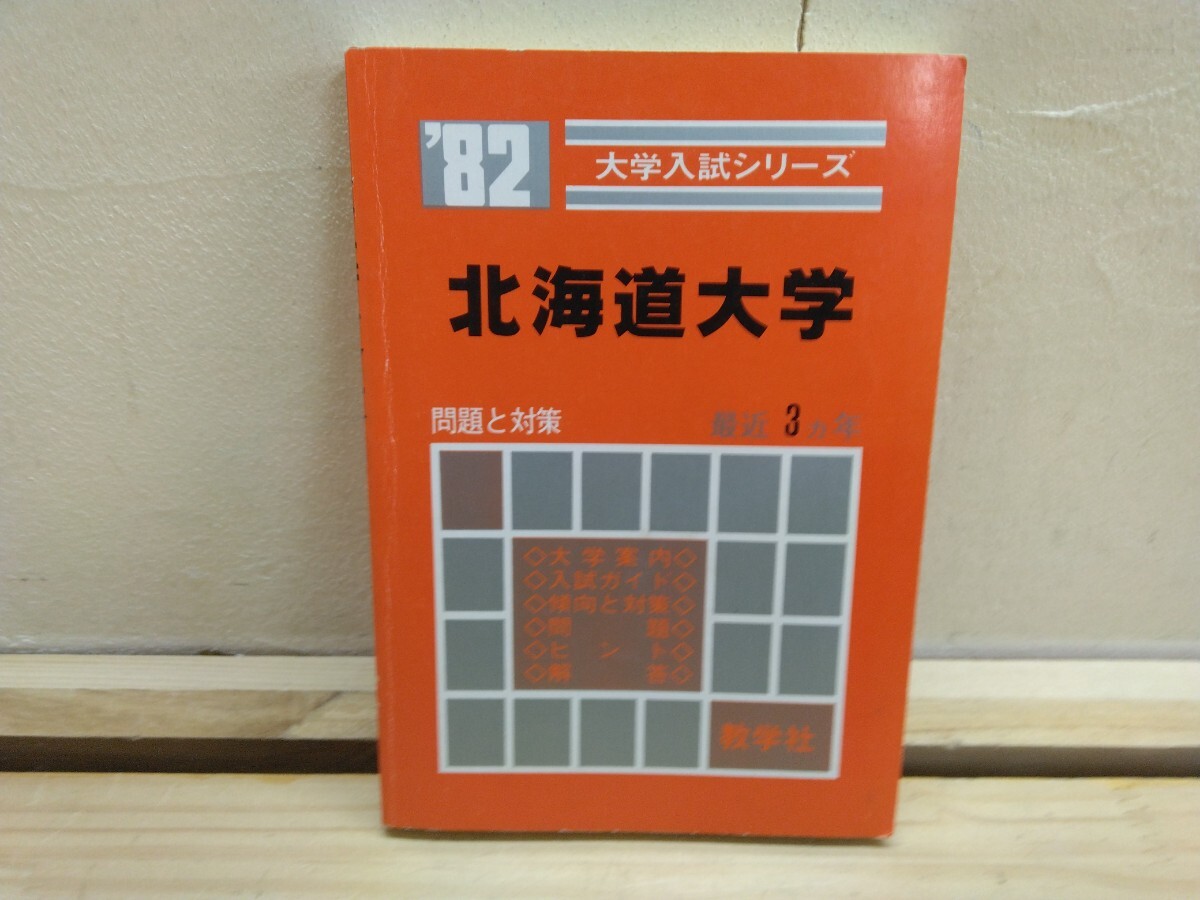 '82
大学入試シリーズ
北海道大学
問題と対策
最近3ヵ年
◇大学案内◇
◇入試ガイド◇
◇傾向と対策◇
◇問題◇
◇ヒント◇
◇解答◇
教学社